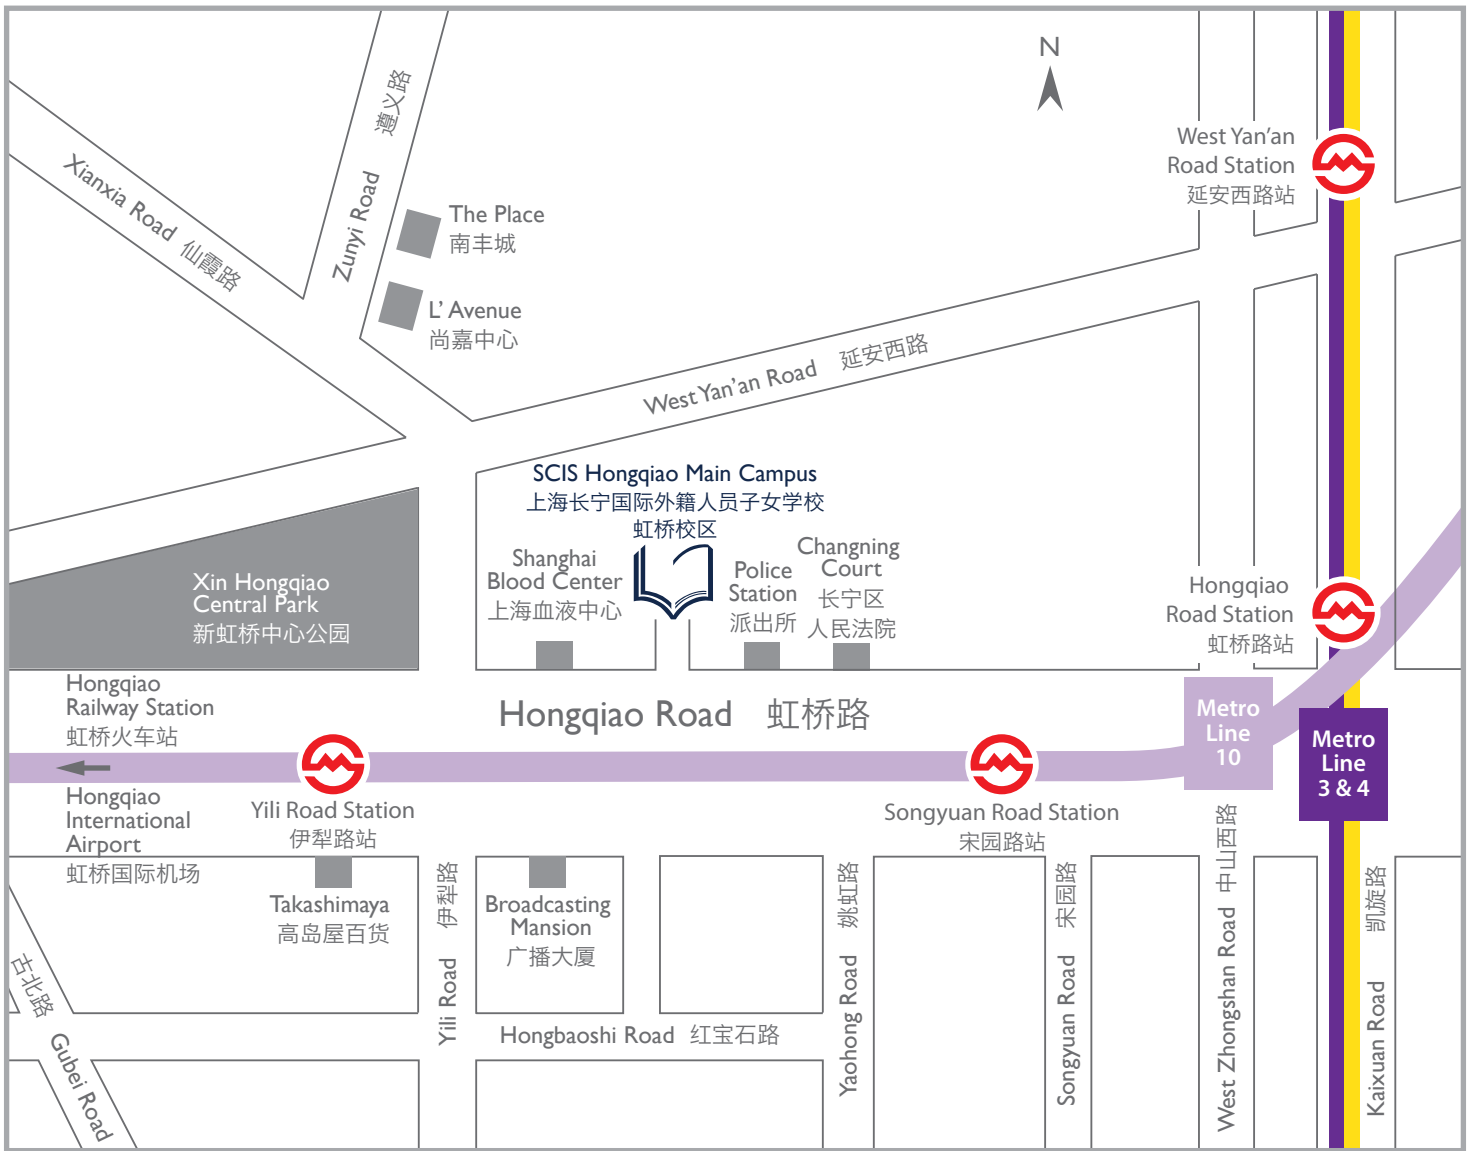 N
West Yan'an
Road Station
延安西路站
遵义路
Zunyi Road
Xianxia Road 仙霞路
The Place
南丰城
L' Avenue
尚嘉中心
West Yan'an Road 延安西路
SCIS Hongqiao Main Campus
上海长宁国际外籍人员子女学校
虹桥校区
Shanghai
Blood Center
上海血液中心
Police
Station
派出所
Changning
Court
长宁区
人民法院
Xin Hongqiao
Central Park
新虹桥中心公园
Hongqiao
Road Station
虹桥路站
Hongqiao
Railway Station
虹桥火车站
Hongqiao Road 虹桥路
Metro
Line
10
Metro
Line
3 & 4
Hongqiao
International
Airport
虹桥国际机场
Yili Road Station
伊犁路站
Songyuan Road Station
宋园路站
Takashimaya
高岛屋百货
Broadcasting
Mansion
广播大厦
Yili Road 伊犁路
Yaohong Road 姚虹路
Songyuan Road 宋园路
West Zhongshan Road 中山西路
Kaixuan Road 凯旋路
古北路 Gubei Road
Hongbaoshi Road 红宝石路